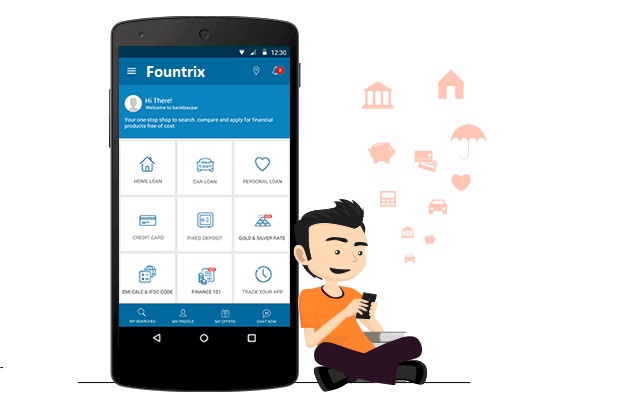 12:30
Fountrix
Hi There!
Welcome to bankbazaar
Your one-stop shop to search, compare and apply for financial
products free of cost.
HOME LOAN
CAR LOAN
PERSONAL LOAN
CREDIT CARD
FIXED DEPOSIT
GOLD & SILVER RATE
EMI CALC & IFSC CODE
FINANCE 101
TRACK YOUR APP
MY SEARCHES
MY PROFILE
MY OFFERS
CHAT NOW